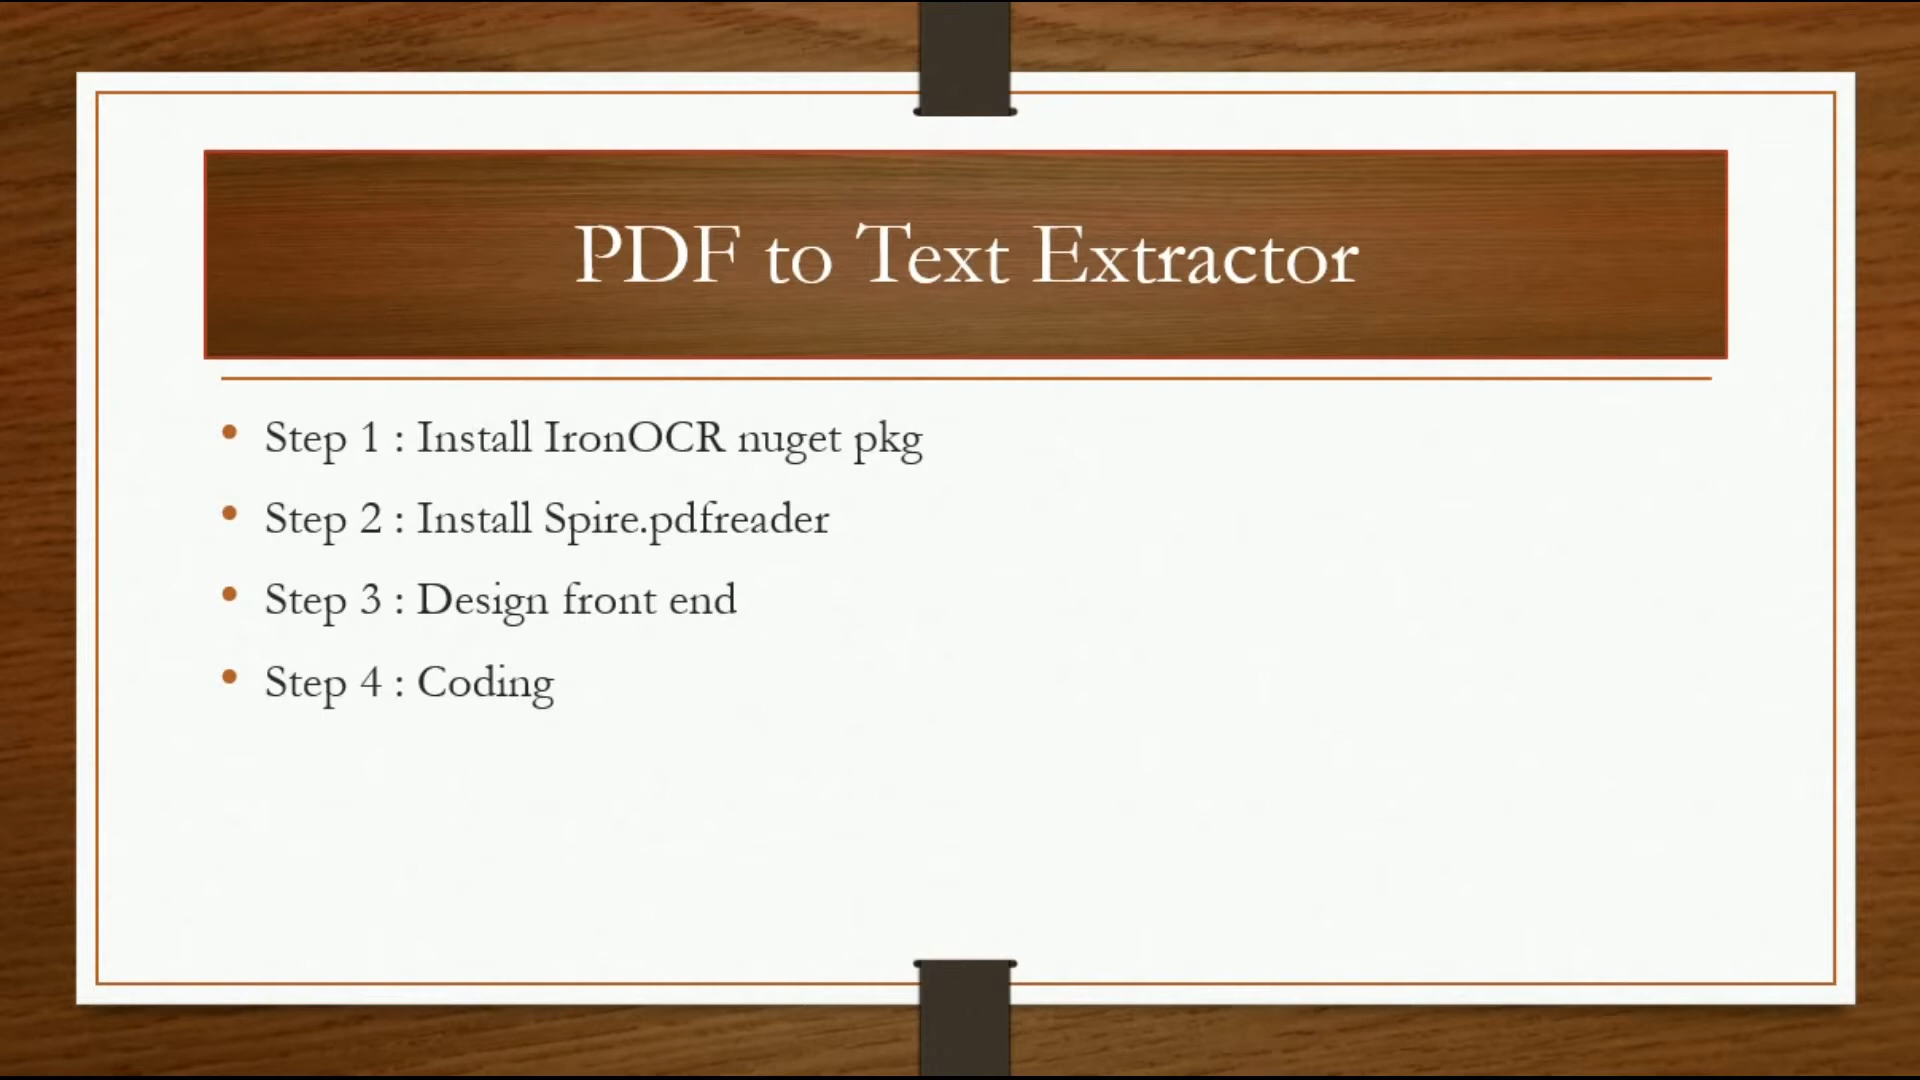 PDF to Text Extractor
• Step 1 : Install IronOCR nuget pkg
• Step 2 : Install Spire.pdfreader
• Step 3 : Design front end
• Step 4 : Coding